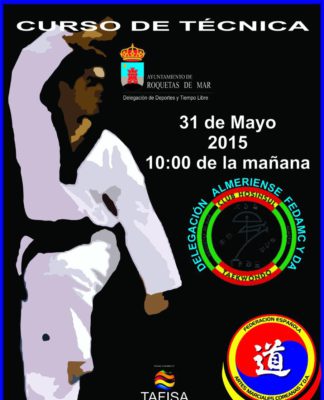 CURSO DE TÉCNICA
AYUNTAMIENTO DE
ROQUETAS DE MAR
Delegación de Deportes y Tiempo Libre
31 de Mayo
2015
10:00 de la mañana
DELEGACIÓN ALMERIENSE FEDAMC Y DA
CLUB HOSINSUL
TAEKWONDO
FEDERACIÓN ESPAÑOLA
道
ARTES MARCIALES COREANAS Y D.A.
TAFISA